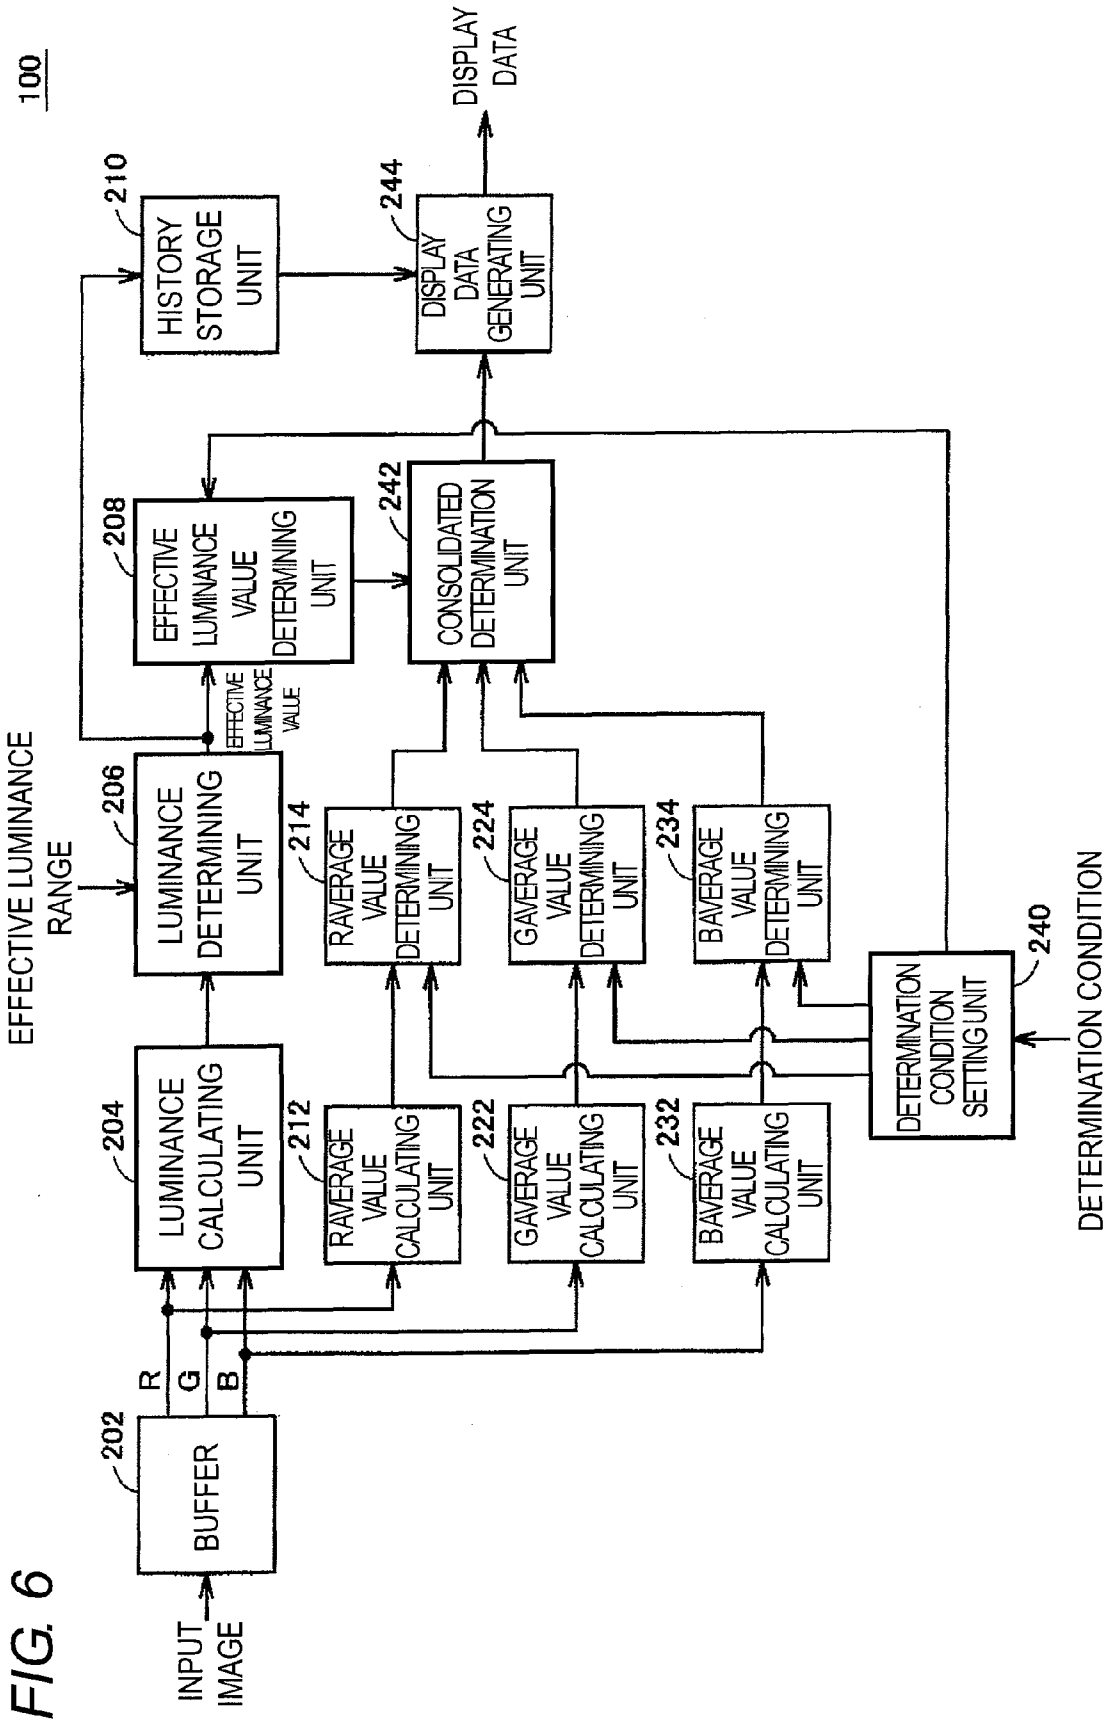 FIG. 6
100
INPUT
IMAGE
202
BUFFER
R
G
B
204
LUMINANCE
CALCULATING
UNIT
EFFECTIVE LUMINANCE
RANGE
206
LUMINANCE
DETERMINING
UNIT
EFFECTIVE
LUMINANCE
VALUE
208
EFFECTIVE
LUMINANCE
VALUE
DETERMINING
UNIT
210
HISTORY
STORAGE
UNIT
212
RAVERAGE
VALUE
CALCULATING
UNIT
214
RAVERAGE
VALUE
DETERMINING
UNIT
222
GAVERAGE
VALUE
CALCULATING
UNIT
224
GAVERAGE
VALUE
DETERMINING
UNIT
232
BAVERAGE
VALUE
CALCULATING
UNIT
234
BAVERAGE
VALUE
DETERMINING
UNIT
242
CONSOLIDATED
DETERMINATION
UNIT
244
DISPLAY
DATA
GENERATING
UNIT
DISPLAY
DATA
DETERMINATION
CONDITION
SETTING UNIT
240
DETERMINATION CONDITION